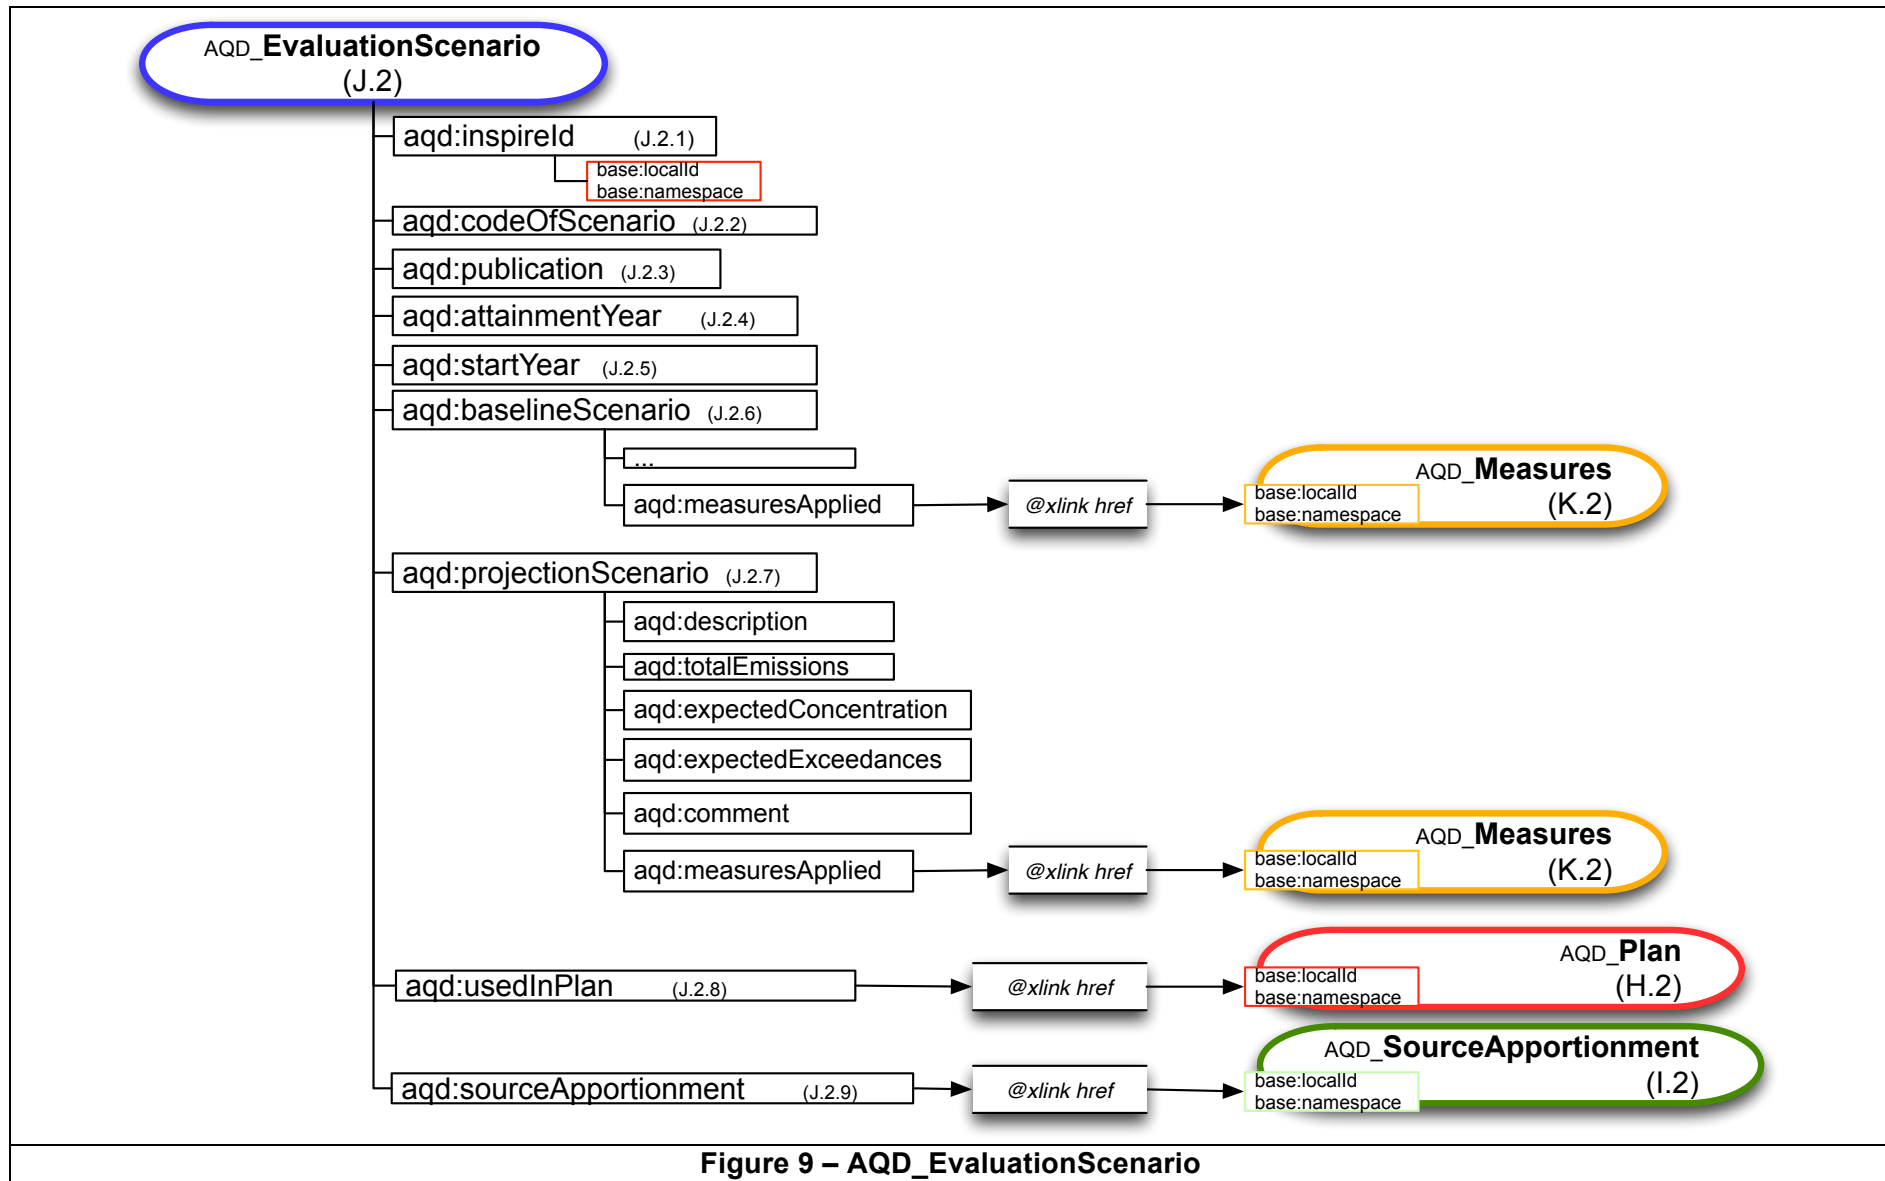 AQD_EvaluationScenario
(J.2)
aqd:inspireId (J.2.1)
base:localId
base:namespace
aqd:codeOfScenario (J.2.2)
aqd:publication (J.2.3)
aqd:attainmentYear (J.2.4)
aqd:startYear (J.2.5)
aqd:baselineScenario (J.2.6)
...
aqd:measuresApplied
@xlink href
AQD_Measures
(K.2)
base:localId
base:namespace
aqd:projectionScenario (J.2.7)
aqd:description
aqd:totalEmissions
aqd:expectedConcentration
aqd:expectedExceedances
aqd:comment
aqd:measuresApplied
@xlink href
AQD_Measures
(K.2)
base:localId
base:namespace
aqd:usedInPlan (J.2.8)
@xlink href
AQD_Plan
(H.2)
base:localId
base:namespace
aqd:sourceApportionment (J.2.9)
@xlink href
AQD_SourceApportionment
(I.2)
base:localId
base:namespace
Figure 9 – AQD_EvaluationScenario